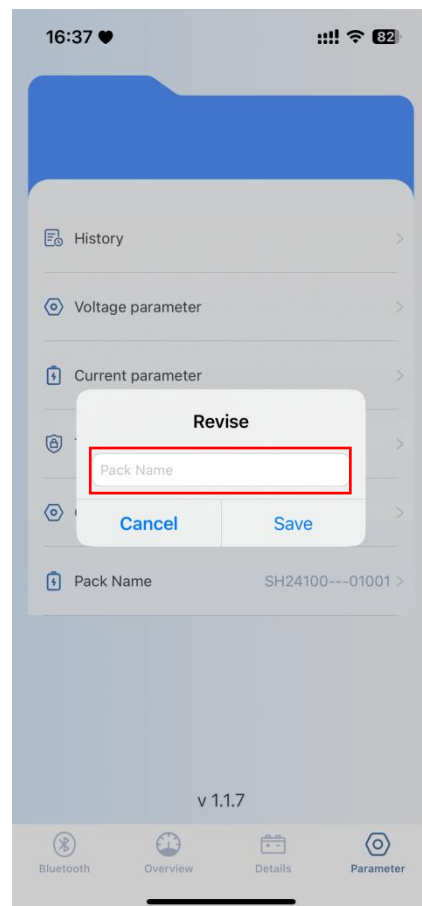 16:37
82
History
Voltage parameter
Current parameter
Revise
Pack Name
Cancel Save
Pack Name SH24100---01001
v 1.1.7
Bluetooth Overview Details Parameter